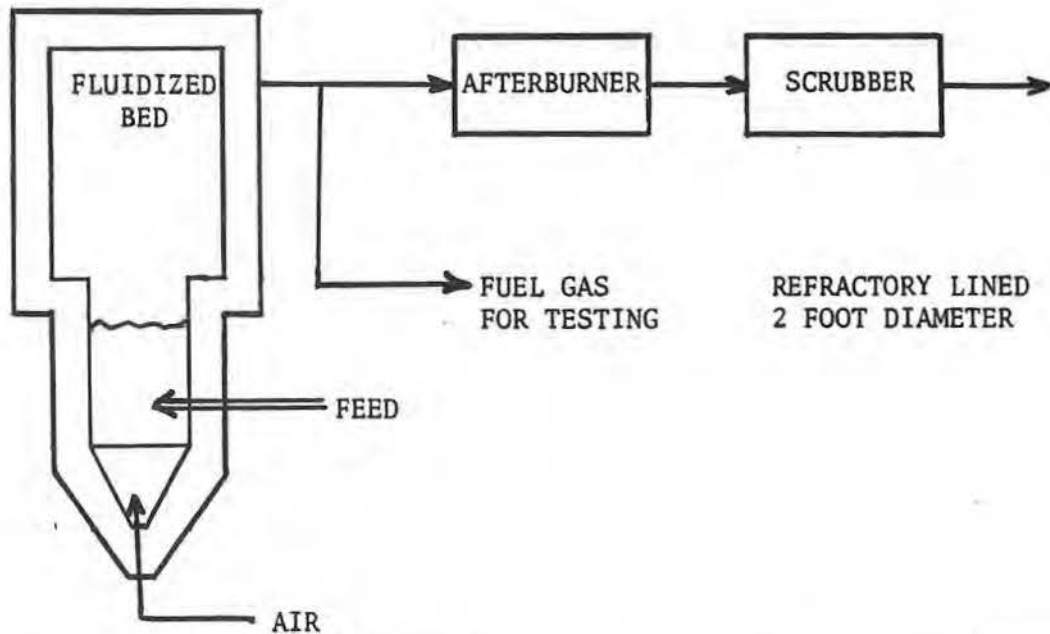 FLUIDIZED
BED
AFTERBURNER
SCRUBBER
FUEL GAS
FOR TESTING
REFRACTORY LINED
2 FOOT DIAMETER
FEED
AIR